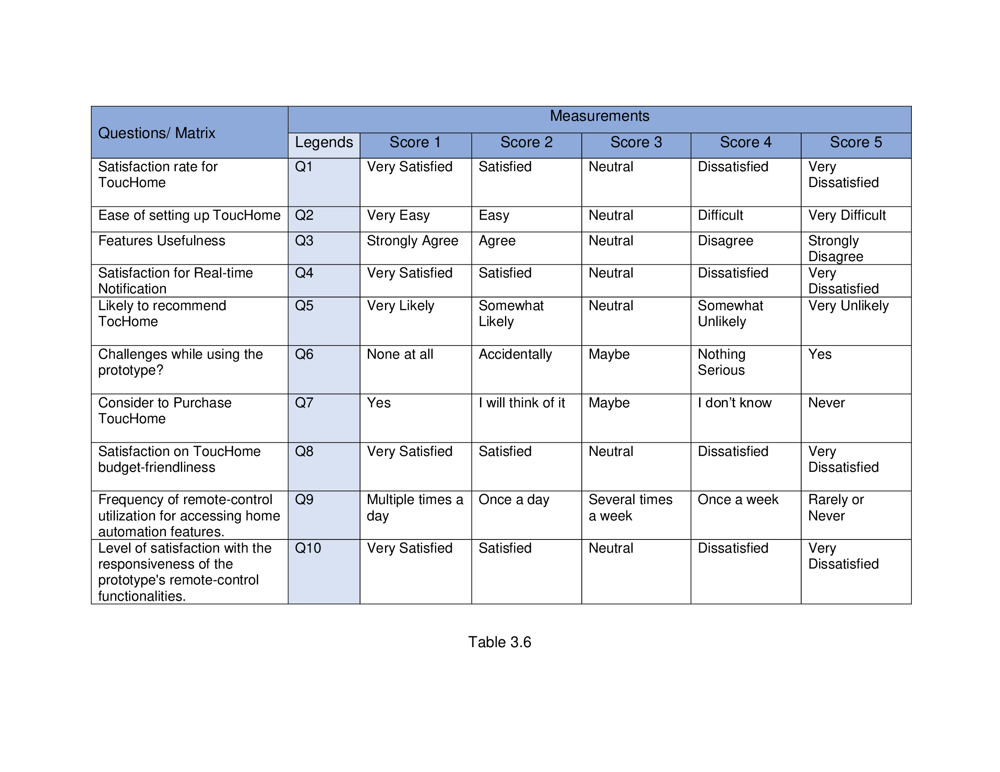 Questions/ Matrix
Measurements
Legends Score 1 Score 2 Score 3 Score 4 Score 5
Satisfaction rate for Q1 Very Satisfied Satisfied Neutral Dissatisfied Very
ToucHome Dissatisfied
Ease of setting up ToucHome Q2 Very Easy Easy Neutral Difficult Very Difficult
Features Usefulness Q3 Strongly Agree Agree Neutral Disagree Strongly
Disagree
Satisfaction for Real-time Q4 Very Satisfied Satisfied Neutral Dissatisfied Very
Notification Dissatisfied
Likely to recommend Q5 Very Likely Somewhat Neutral Somewhat Very Unlikely
TocHome Likely Unlikely
Challenges while using the Q6 None at all Accidentally Maybe Nothing Yes
prototype? Serious
Consider to Purchase Q7 Yes I will think of it Maybe I don’t know Never
ToucHome
Satisfaction on ToucHome Q8 Very Satisfied Satisfied Neutral Dissatisfied Very
budget-friendliness Dissatisfied
Frequency of remote-control Q9 Multiple times a Once a day Several times Once a week Rarely or
utilization for accessing home day a week Never
automation features.
Level of satisfaction with the Q10 Very Satisfied Satisfied Neutral Dissatisfied Very
responsiveness of the Dissatisfied
prototype's remote-control
functionalities.
Table 3.6